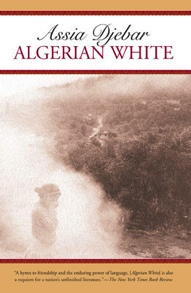 Assia Djebar
ALGERIAN WHITE
"A hymn to friendship and the enduring power of language, [Algerian White] is also
a requiem for a nation's unfinished literature."—The New York Times Book Review